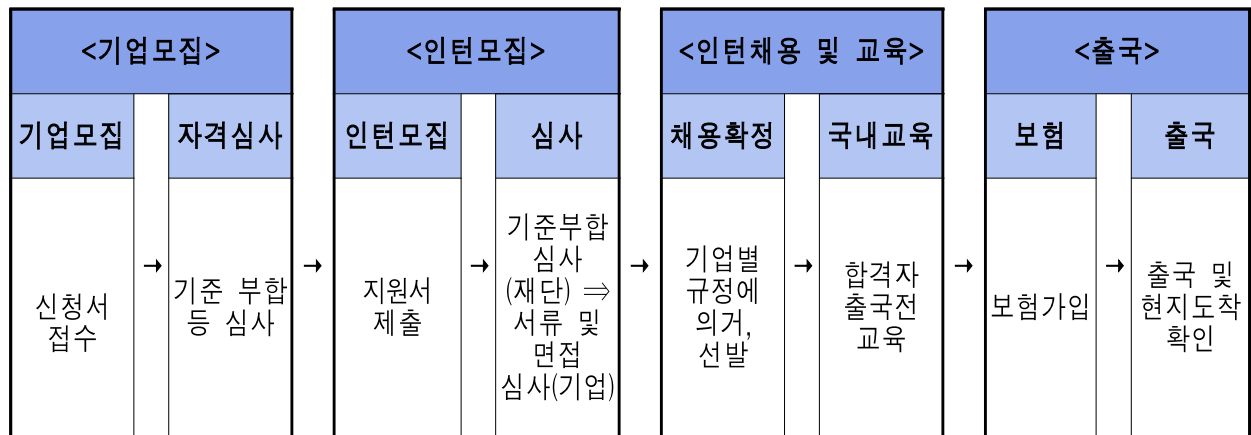 <기업모집>
<인턴모집>
<인턴채용 및 교육>
<출국>
기업모집
자격심사
인턴모집
심사
채용확정
국내교육
보험
출국
신청서
접수
→
기준 부합
등 심사
→
지원서
제출
→
기준부합
심사
(재단) ⇒
서류 및
면접
심사(기업)
→
기업별
규정에
의거,
선발
→
합격자
출국전
교육
→
보험가입
→
출국 및
현지도착
확인